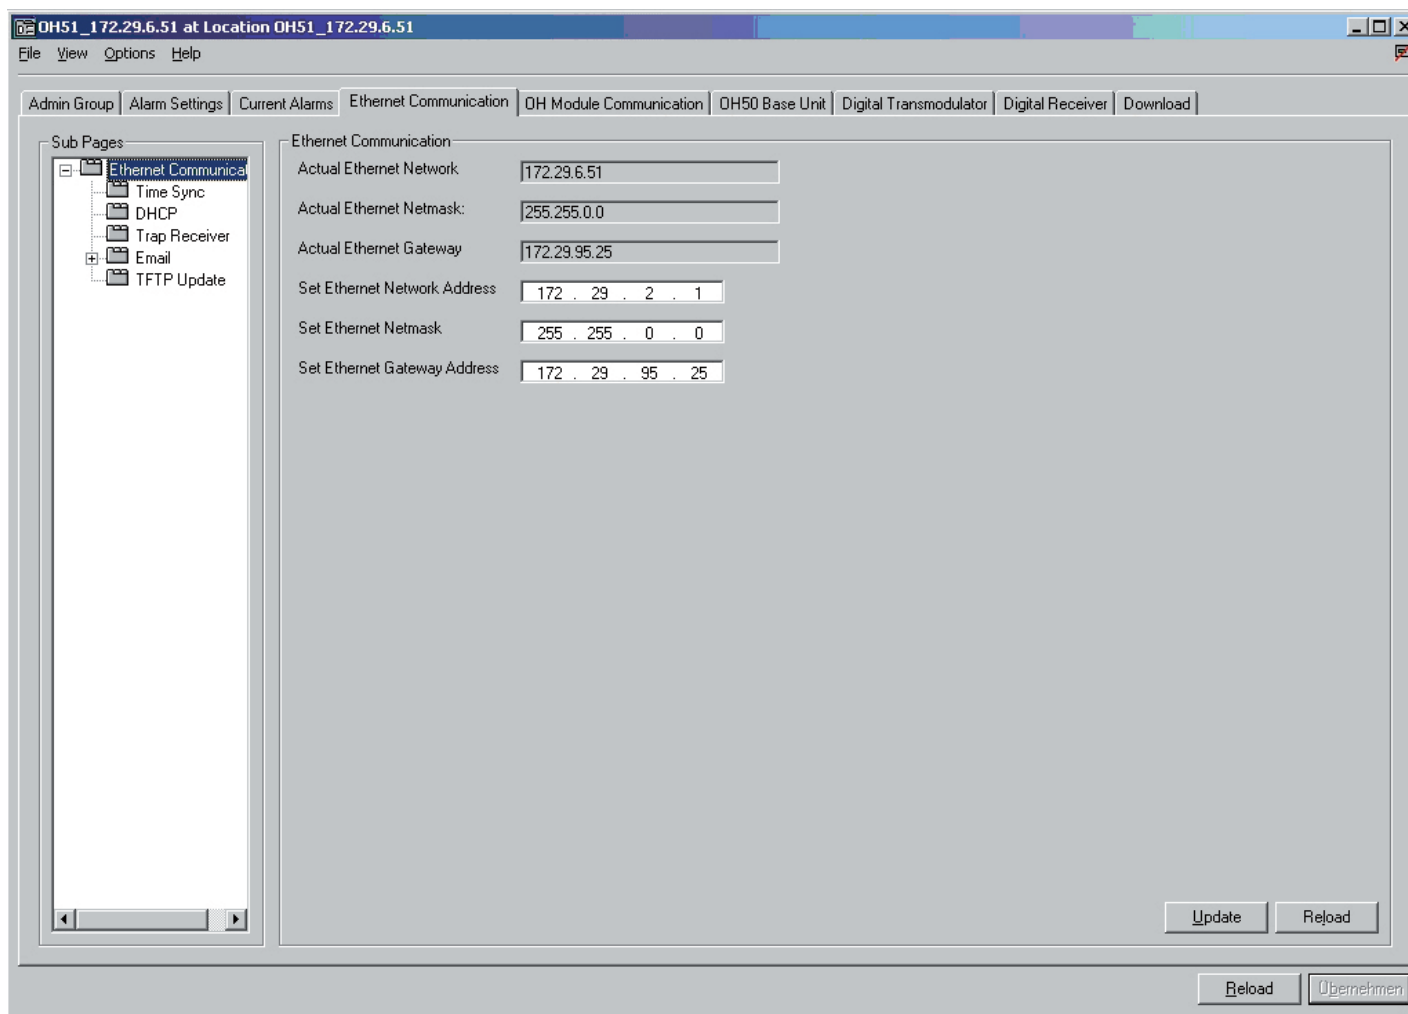 OH51_172.29.6.51 at Location OH51_172.29.6.51
File View Options Help
Admin Group Alarm Settings Current Alarms Ethernet Communication OH Module Communication OH50 Base Unit Digital Transmodulator Digital Receiver Download
Sub Pages
Ethernet Communica
Time Sync
DHCP
Trap Receiver
Email
TFTP Update
Ethernet Communication
Actual Ethernet Network 172.29.6.51
Actual Ethernet Netmask: 255.255.0.0
Actual Ethernet Gateway 172.29.95.25
Set Ethernet Network Address 172 . 29 . 2 . 1
Set Ethernet Netmask 255 . 255 . 0 . 0
Set Ethernet Gateway Address 172 . 29 . 95 . 25
Update Reload
Reload Übernehmen